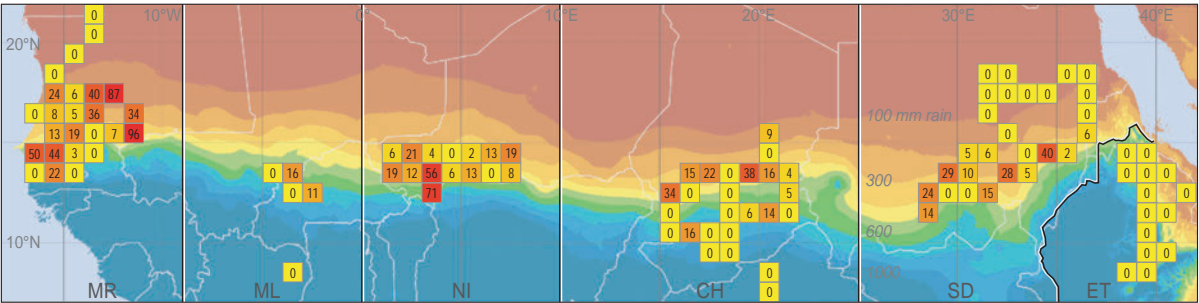 0
10°W 0° 10°E 30°E 40°E
0
20°N 0
0 0 0 0 0
24 6 40 87 0 0 0 0 0
0 8 5 36 34 100 mm rain 0 0
13 19 0 7 96 9 0 6
50 44 3 0 6 21 4 0 2 13 19 0 5 6 0 40 2 0 0
0 22 0 0 16 19 12 56 6 13 0 8 15 22 0 38 16 4 300 29 10 28 5 0 0 0
0 11 71 34 0 5 24 0 0 15 0 0 0
0 0 6 14 0 14 0 0
10°N 0 16 0 0 600 0
0 0 0 0
0 0 1000 0 0
MR ML NI CH 0 SD ET